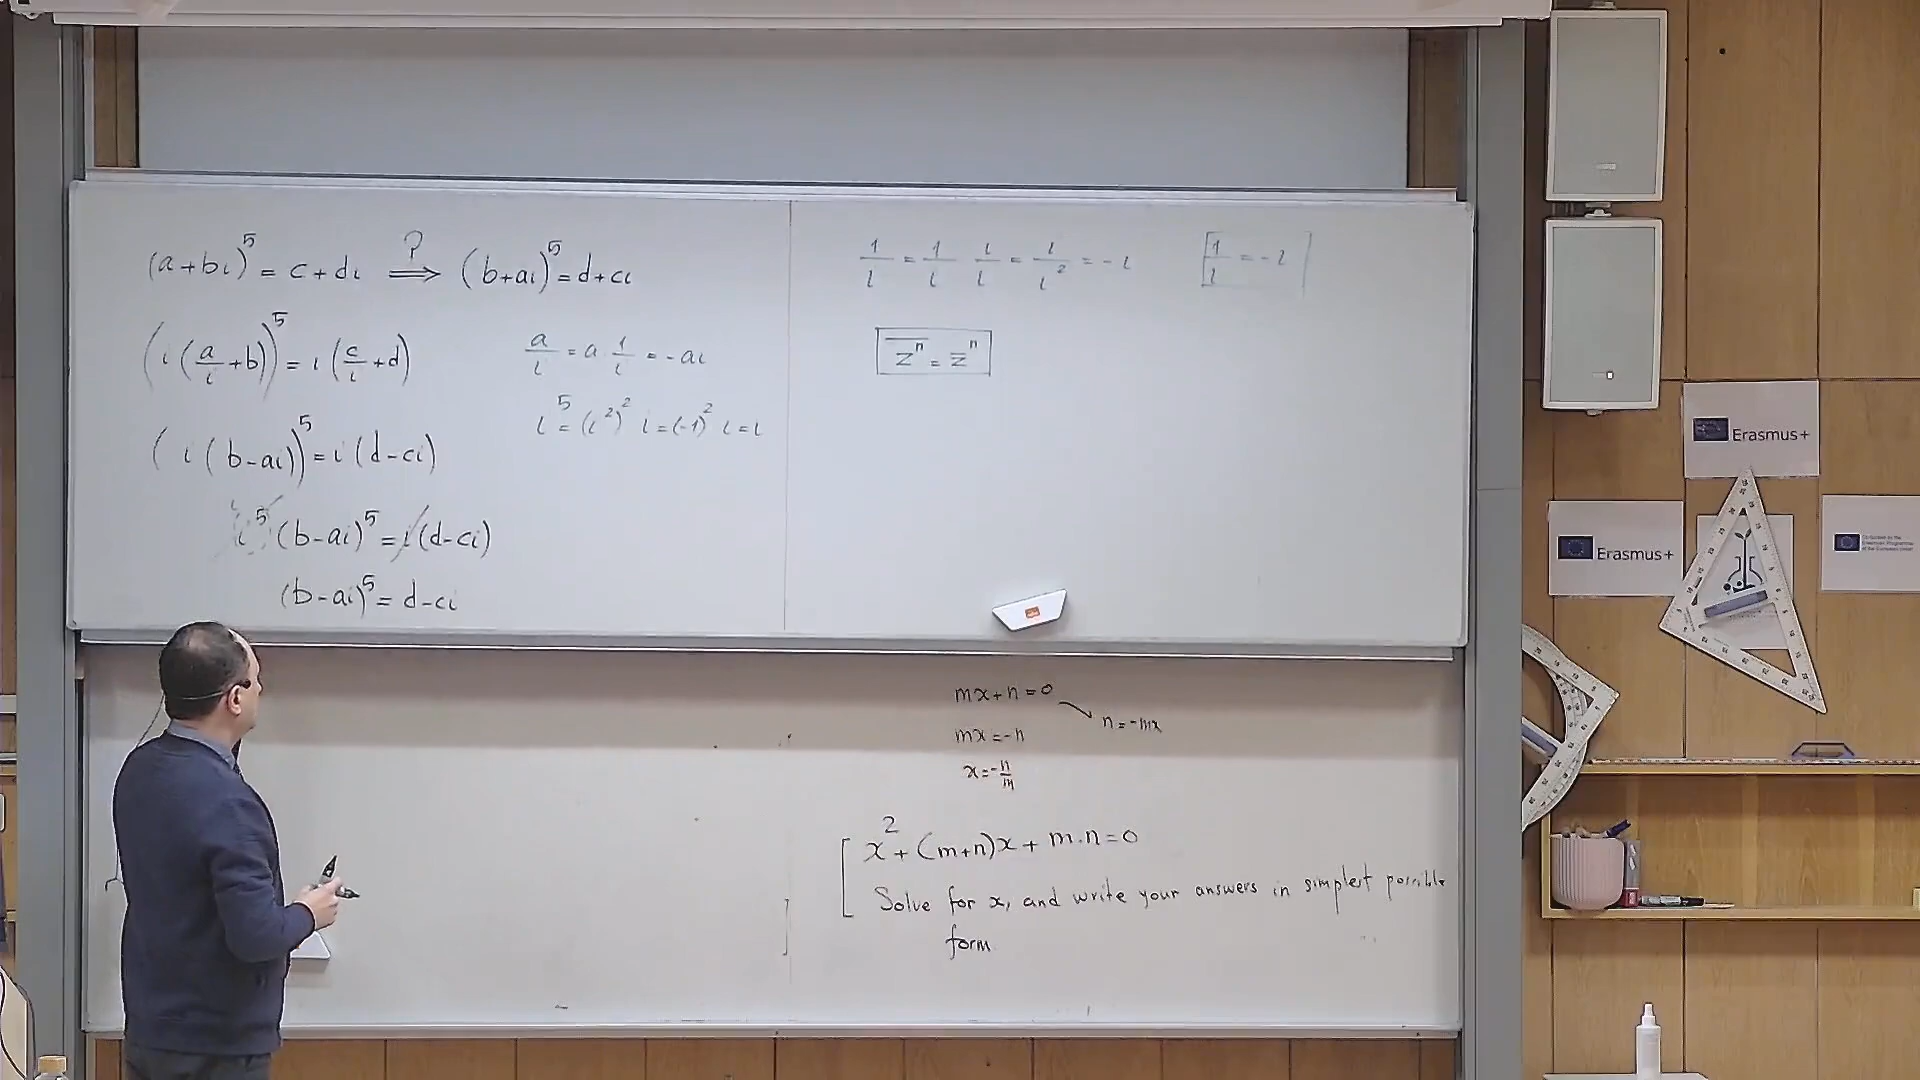 (a+bi)^5 = c+di ⟹? (b+ai)^5 = d+ci
(i(a/i+b))^5 = i(c/i+d)
a/i = a·1/i = -ai
(i(b-ai))^5 = i(d-ci)
i^5 = (i^2)^2 i = (-1)^2 i = i
i^5 (b-ai)^5 = i(d-ci)
(b-ai)^5 = d-ci
1/i = 1/i i/i = i/i^2 = -i
1/i = -i
\overline{z^n} = \overline{z}^n
mx+n=0
n=-mx
mx=-n
x=-n/m
x^2+(m+n)x+m.n=0
Solve for x, and write your answers in simplest possible
form
Erasmus+
Erasmus+